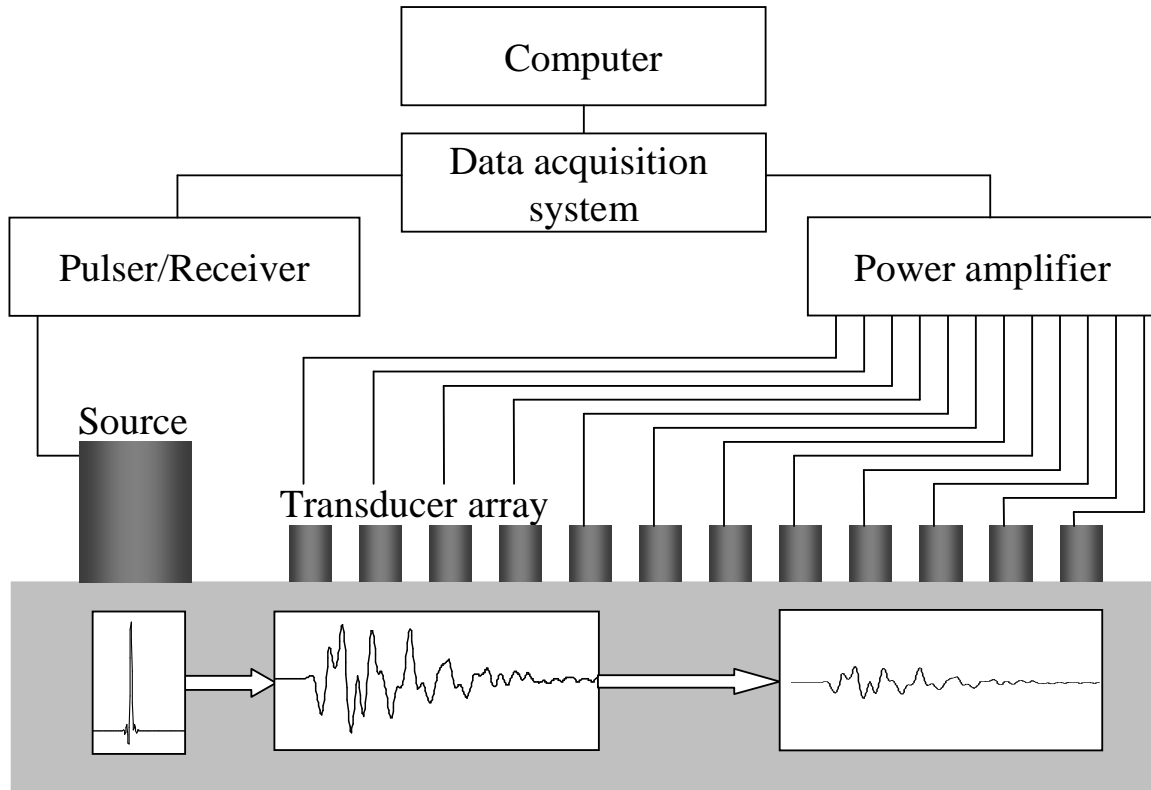 Computer
Data acquisition
system
Pulser/Receiver
Power amplifier
Source
Transducer array